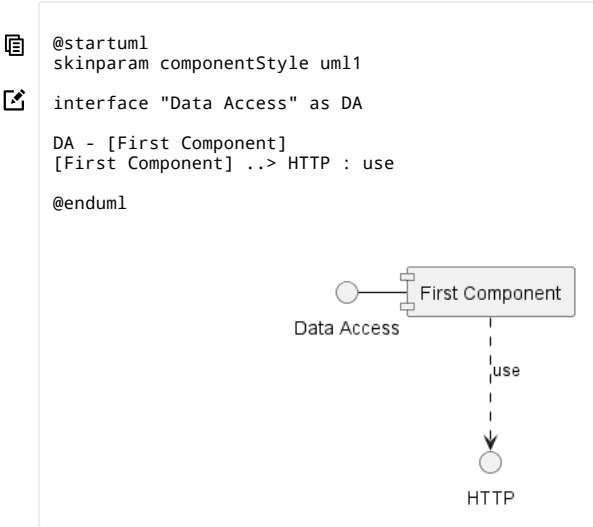 @startuml
skinparam componentStyle uml1
interface "Data Access" as DA
DA - [First Component]
[First Component] ..> HTTP : use
@enduml
First Component
Data Access
use
HTTP